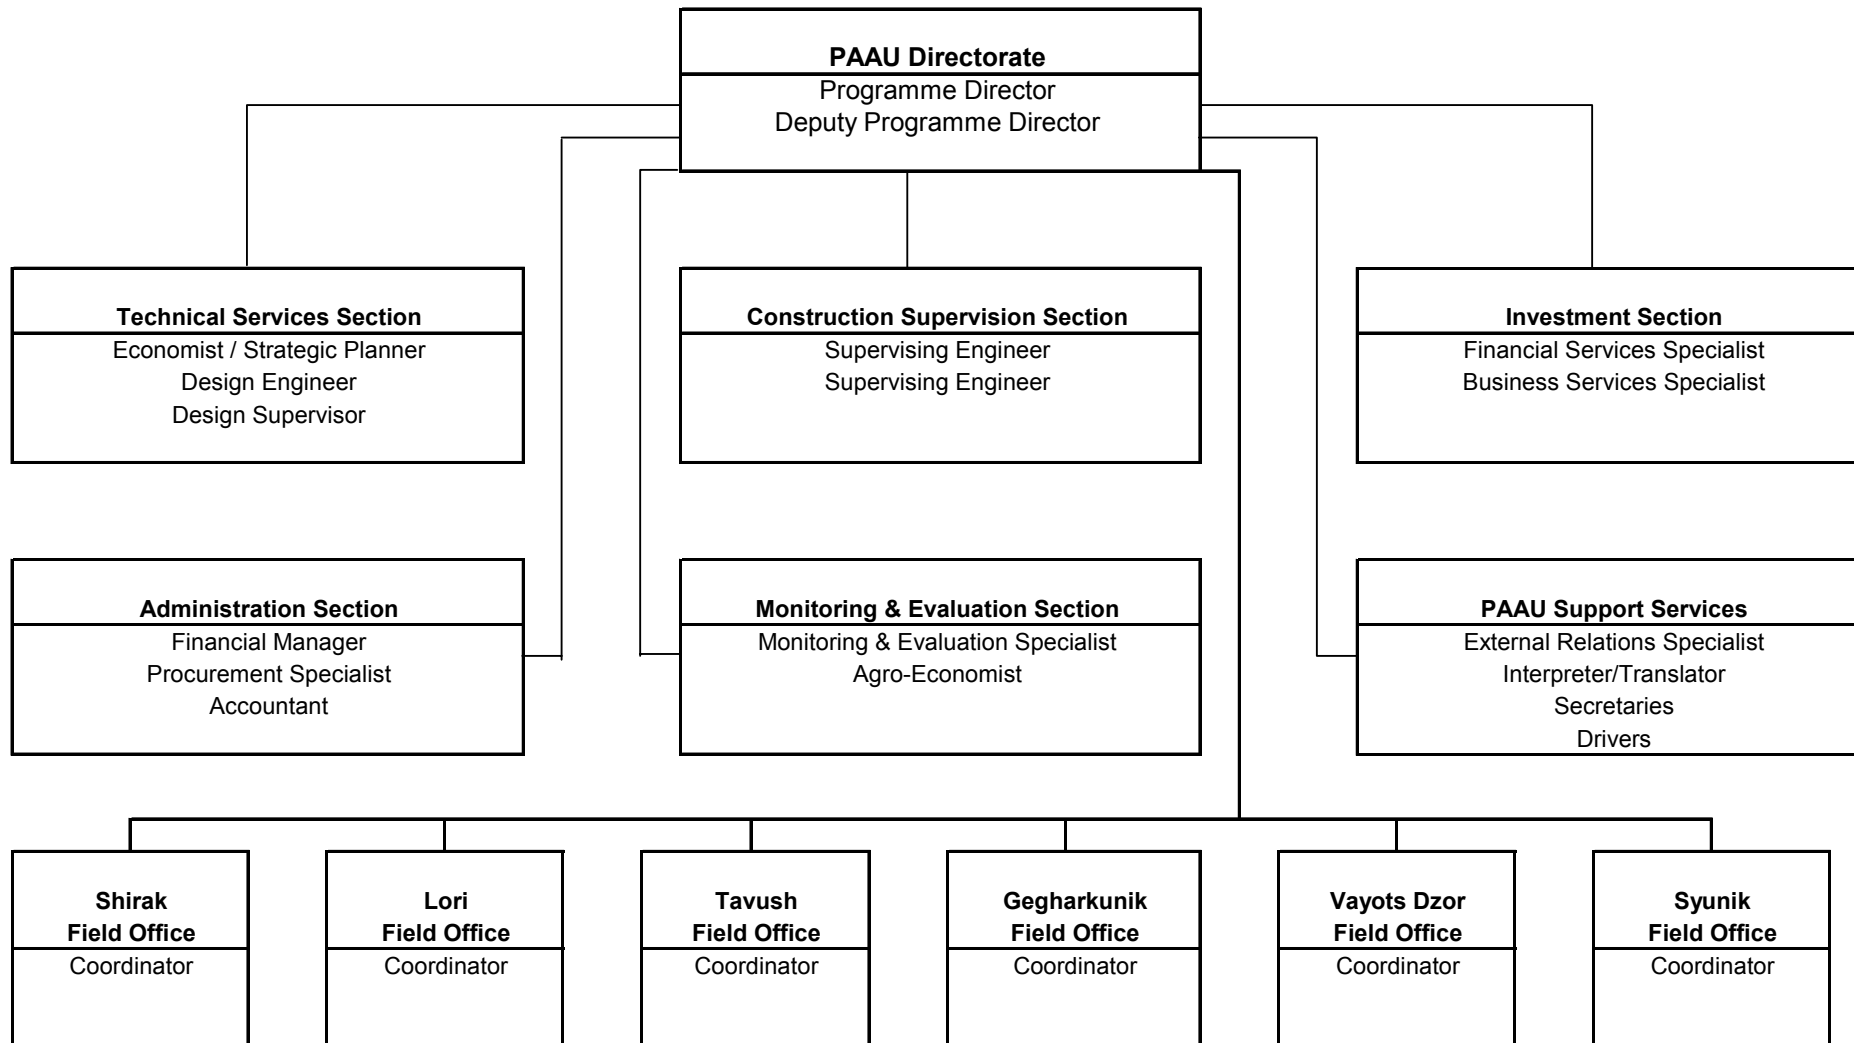 PAAU Directorate
Programme Director
Deputy Programme Director
Technical Services Section
Economist / Strategic Planner
Design Engineer
Design Supervisor
Construction Supervision Section
Supervising Engineer
Supervising Engineer
Investment Section
Financial Services Specialist
Business Services Specialist
Administration Section
Financial Manager
Procurement Specialist
Accountant
Monitoring & Evaluation Section
Monitoring & Evaluation Specialist
Agro-Economist
PAAU Support Services
External Relations Specialist
Interpreter/Translator
Secretaries
Drivers
Shirak
Field Office
Coordinator
Lori
Field Office
Coordinator
Tavush
Field Office
Coordinator
Gegharkunik
Field Office
Coordinator
Vayots Dzor
Field Office
Coordinator
Syunik
Field Office
Coordinator